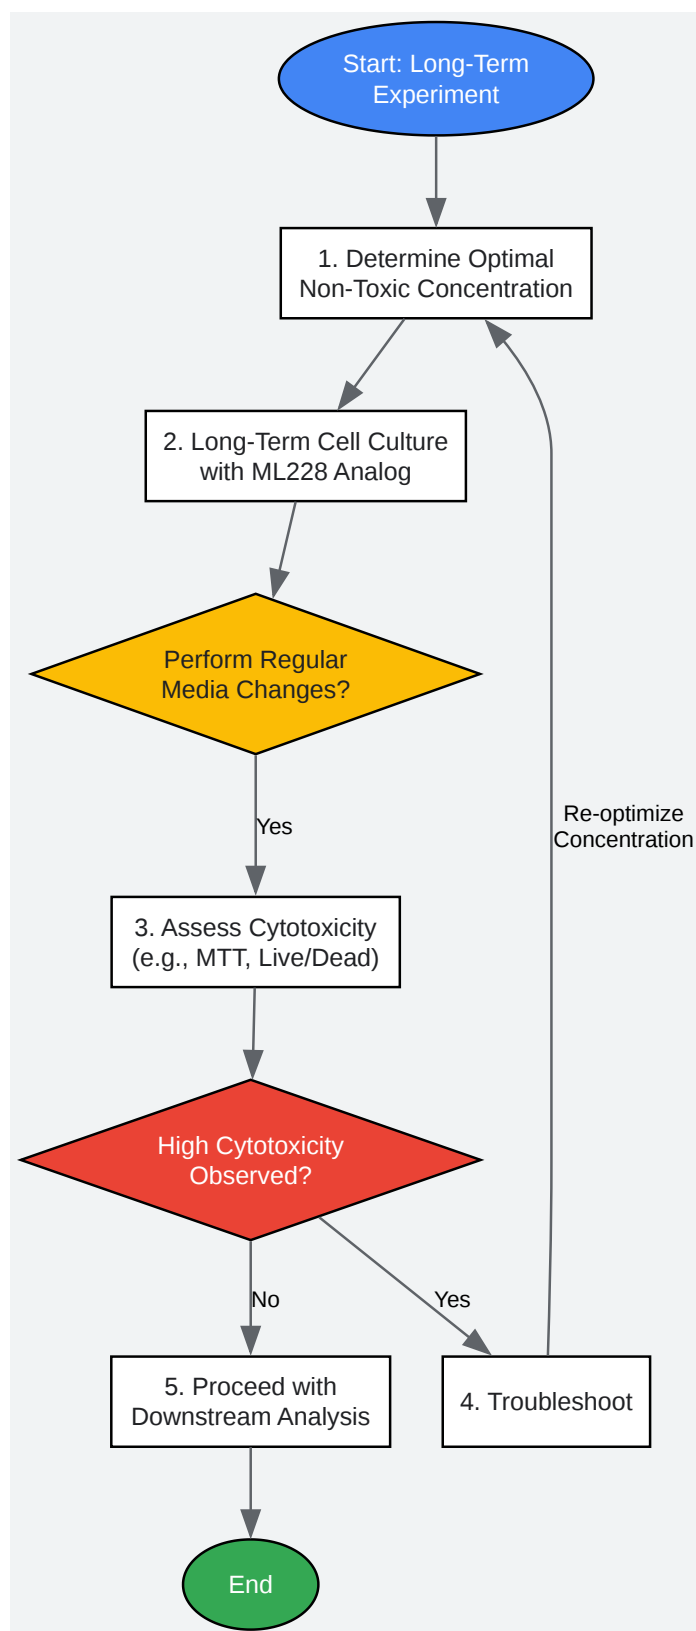 Start: Long-Term
Experiment
1. Determine Optimal
Non-Toxic Concentration
2. Long-Term Cell Culture
with ML228 Analog
Perform Regular
Media Changes?
Re-optimize
Concentration
Yes
3. Assess Cytotoxicity
(e.g., MTT, Live/Dead)
High Cytotoxicity
Observed?
No
Yes
5. Proceed with
Downstream Analysis
4. Troubleshoot
End